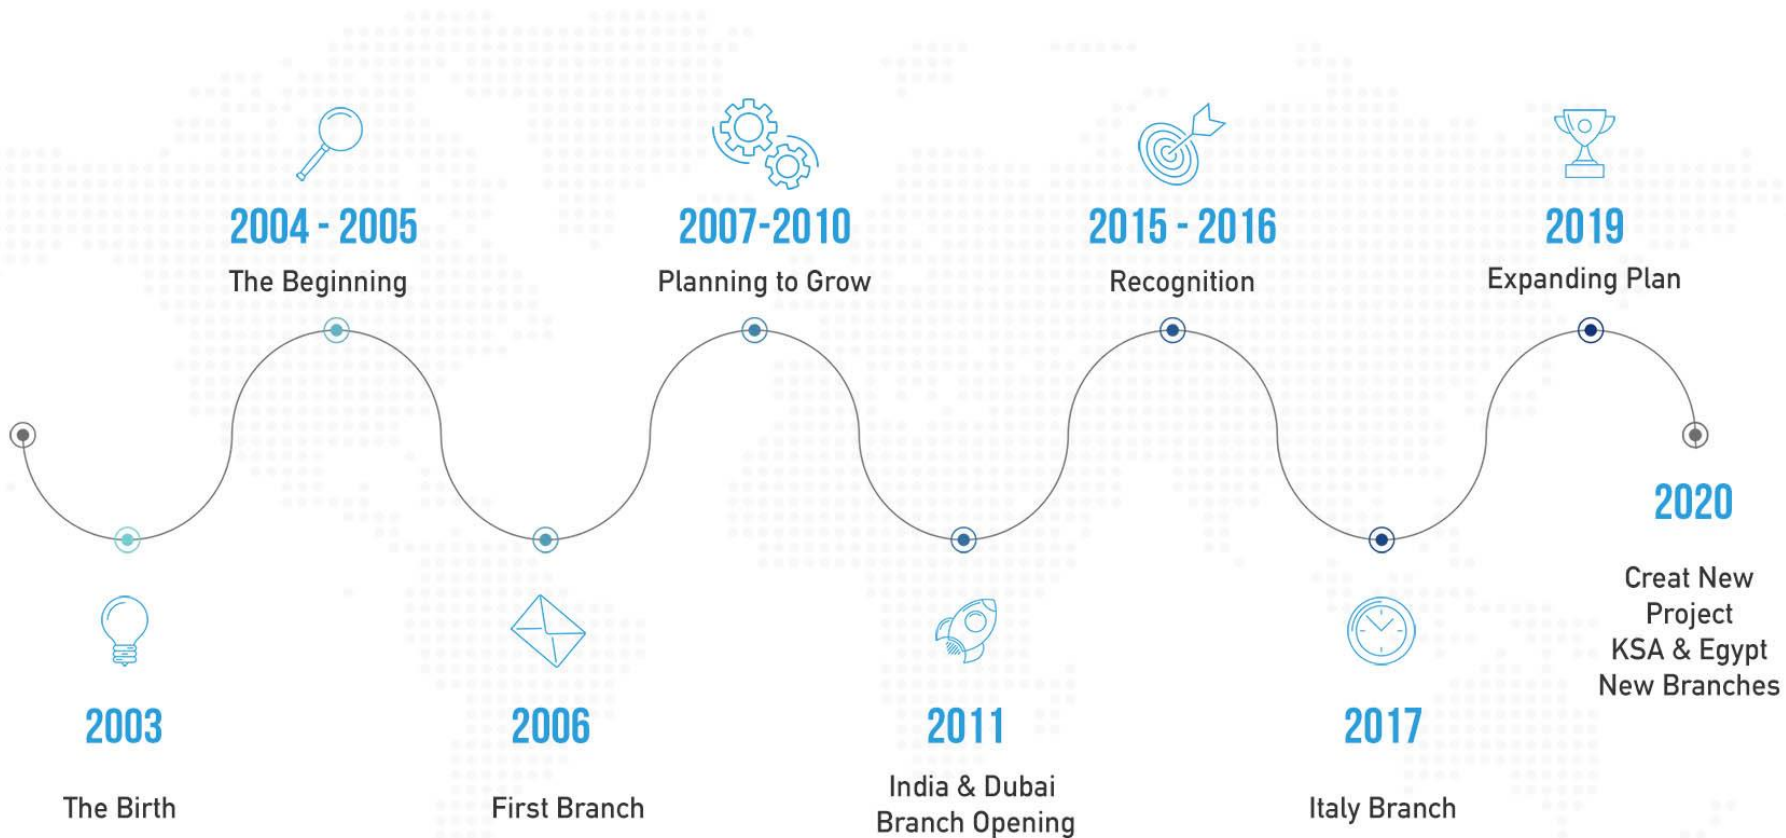 2003
The Birth
2004 - 2005
The Beginning
2006
First Branch
2007-2010
Planning to Grow
2011
India & Dubai
Branch Opening
2015 - 2016
Recognition
2017
Italy Branch
2019
Expanding Plan
2020
Creat New
Project
KSA & Egypt
New Branches